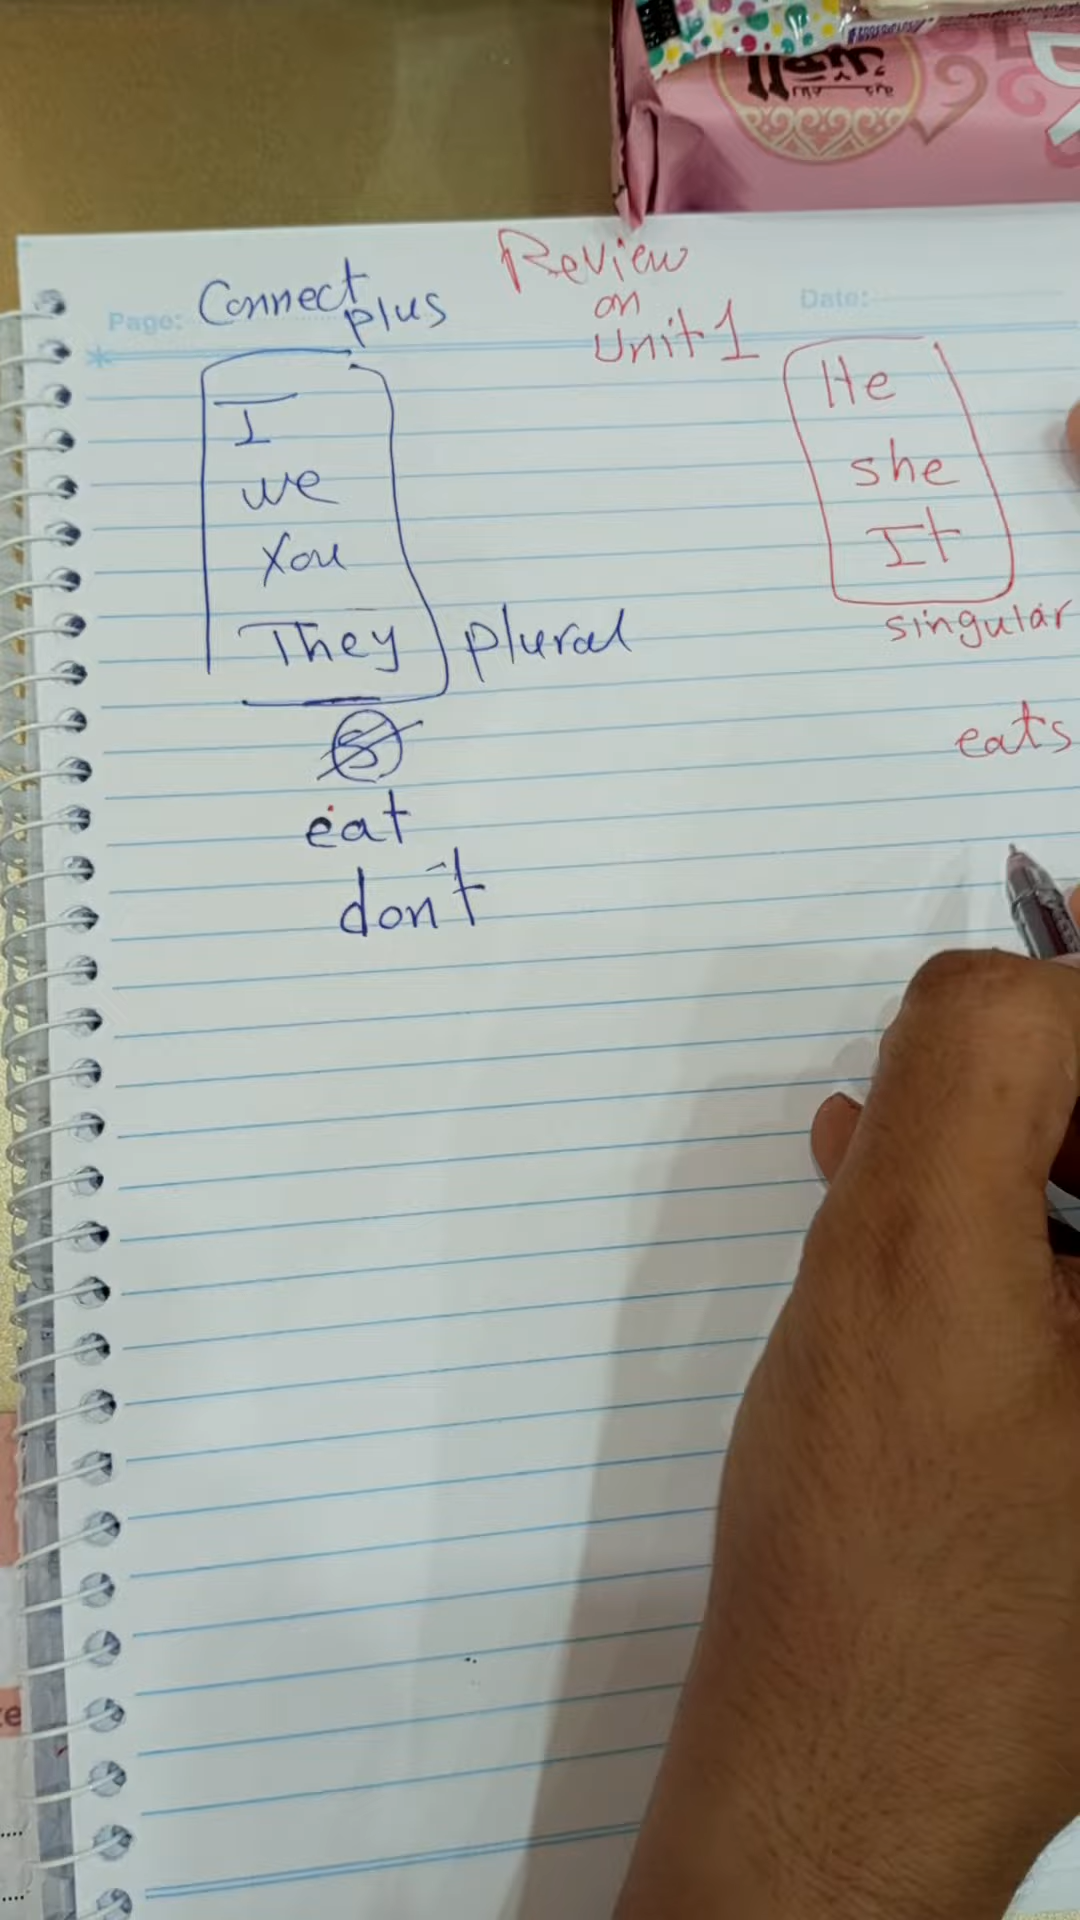 Connect plus
Review
on
Unit 1
Page:
Date:
I
we
You
They
plural
S
eat
don't
He
she
It
singular
eats